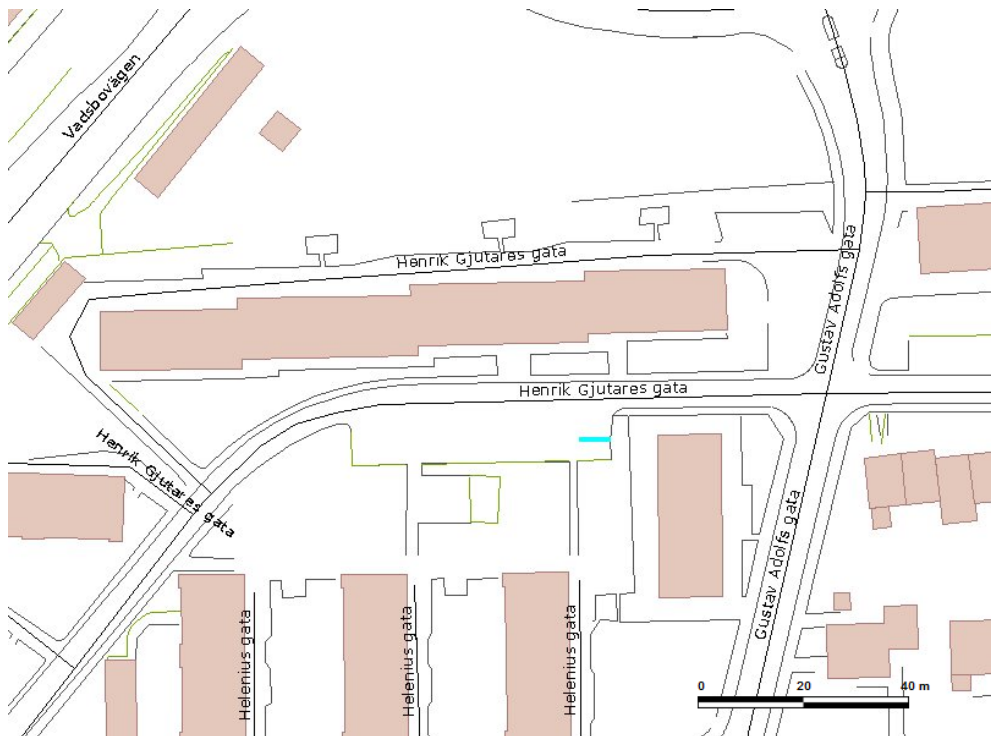 Vadsbovägen
Henrik Gjutares gata
Gustav Adolfs gata
Henrik Gjutares gata
Henrik Gjutares gata
Gustav Adolfs gata
Helenius gata
Helenius gata
Helenius gata
0 20 40 m